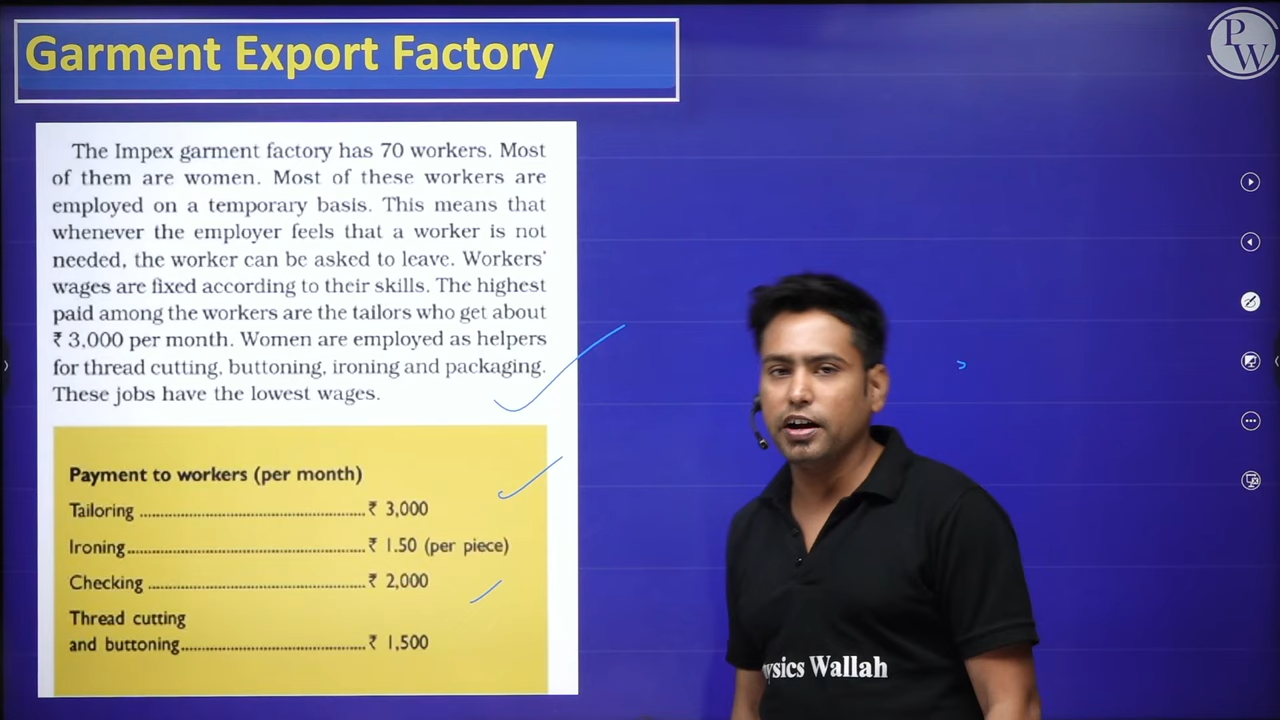 Garment Export Factory
PW
The Impex garment factory has 70 workers. Most
of them are women. Most of these workers are
employed on a temporary basis. This means that
whenever the employer feels that a worker is not
needed, the worker can be asked to leave. Workers'
wages are fixed according to their skills. The highest
paid among the workers are the tailors who get about
₹ 3,000 per month. Women are employed as helpers
for thread cutting, buttoning, ironing and packaging.
These jobs have the lowest wages.
Payment to workers (per month)
Tailoring ........................................................ ₹ 3,000
Ironing........................................................... ₹ 1.50 (per piece)
Checking ...................................................... ₹ 2,000
Thread cutting
and buttoning.............................................. ₹ 1,500
ysics Wallah